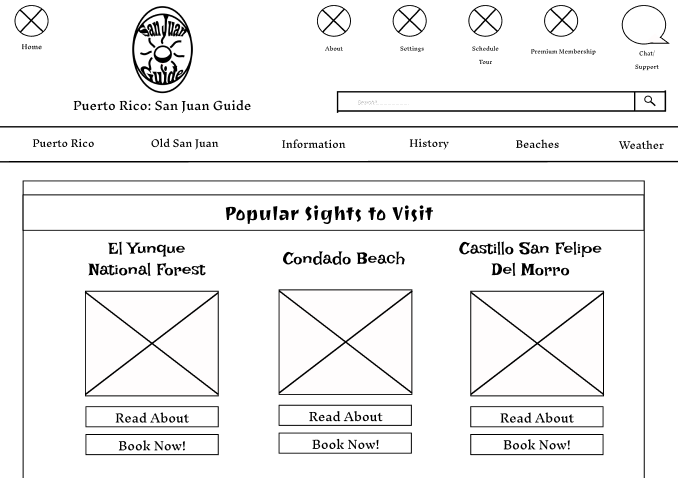 Home
San Juan
Guide
About
Settings
Schedule
Tour
Premium Membership
Chat/
Support
Puerto Rico: San Juan Guide
Search................
Puerto Rico
Old San Juan
Information
History
Beaches
Weather
Popular Sights to Visit
El Yunque
National Forest
Condado Beach
Castillo San Felipe
Del Morro
Read About
Read About
Read About
Book Now!
Book Now!
Book Now!